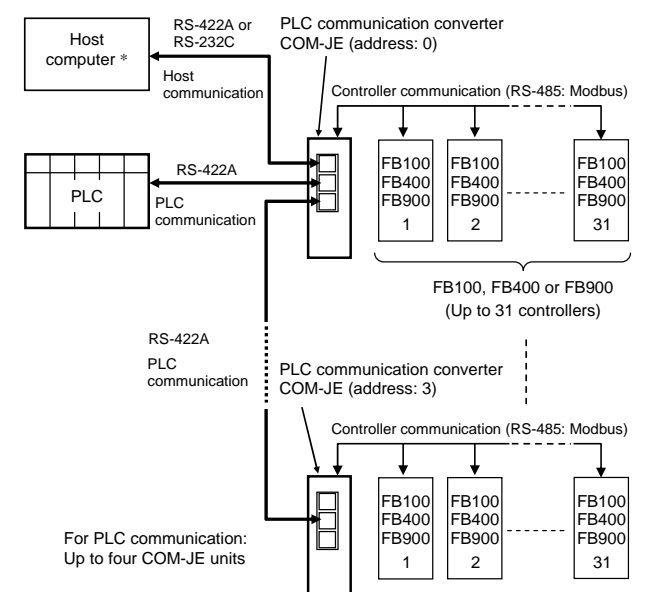 RS-422A or
RS-232C
PLC communication converter
COM-JE (address: 0)
Host
computer *
Host
communication
Controller communication (RS-485: Modbus)
RS-422A
PLC
PLC
communication
FB100
FB400
FB900
1
FB100
FB400
FB900
2
FB100
FB400
FB900
31
FB100, FB400 or FB900
(Up to 31 controllers)
RS-422A
PLC
communication
PLC communication converter
COM-JE (address: 3)
Controller communication (RS-485: Modbus)
FB100
FB400
FB900
1
FB100
FB400
FB900
2
FB100
FB400
FB900
31
For PLC communication:
Up to four COM-JE units